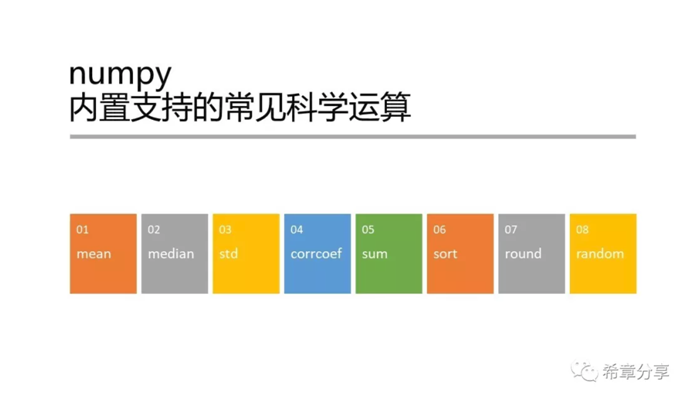 numpy
内置支持的常见科学运算
01
mean
02
median
03
std
04
corrcoef
05
sum
06
sort
07
round
08
random
希章分享